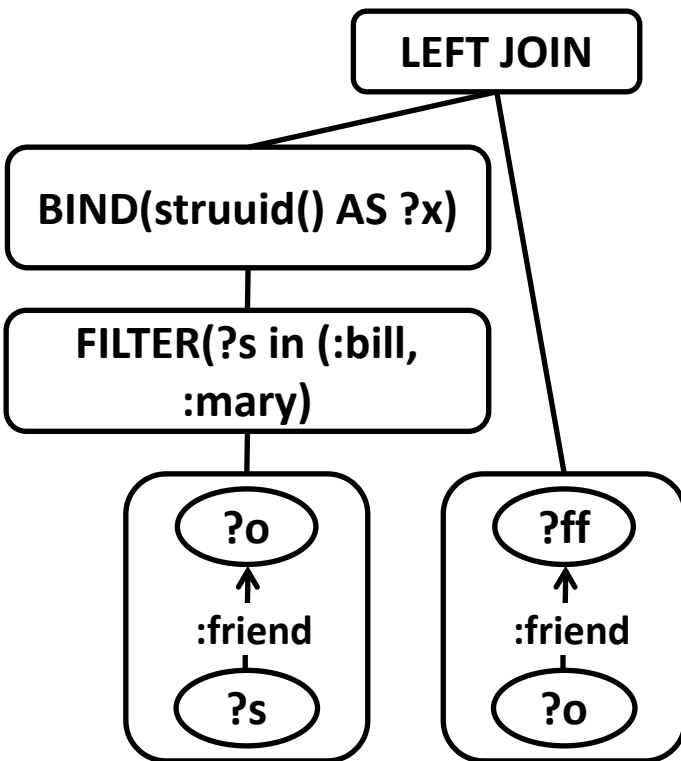 LEFT JOIN
BIND(struuid() AS ?x)
FILTER(?s in (:bill,
:mary)
?o
:friend
?s
?ff
:friend
?o